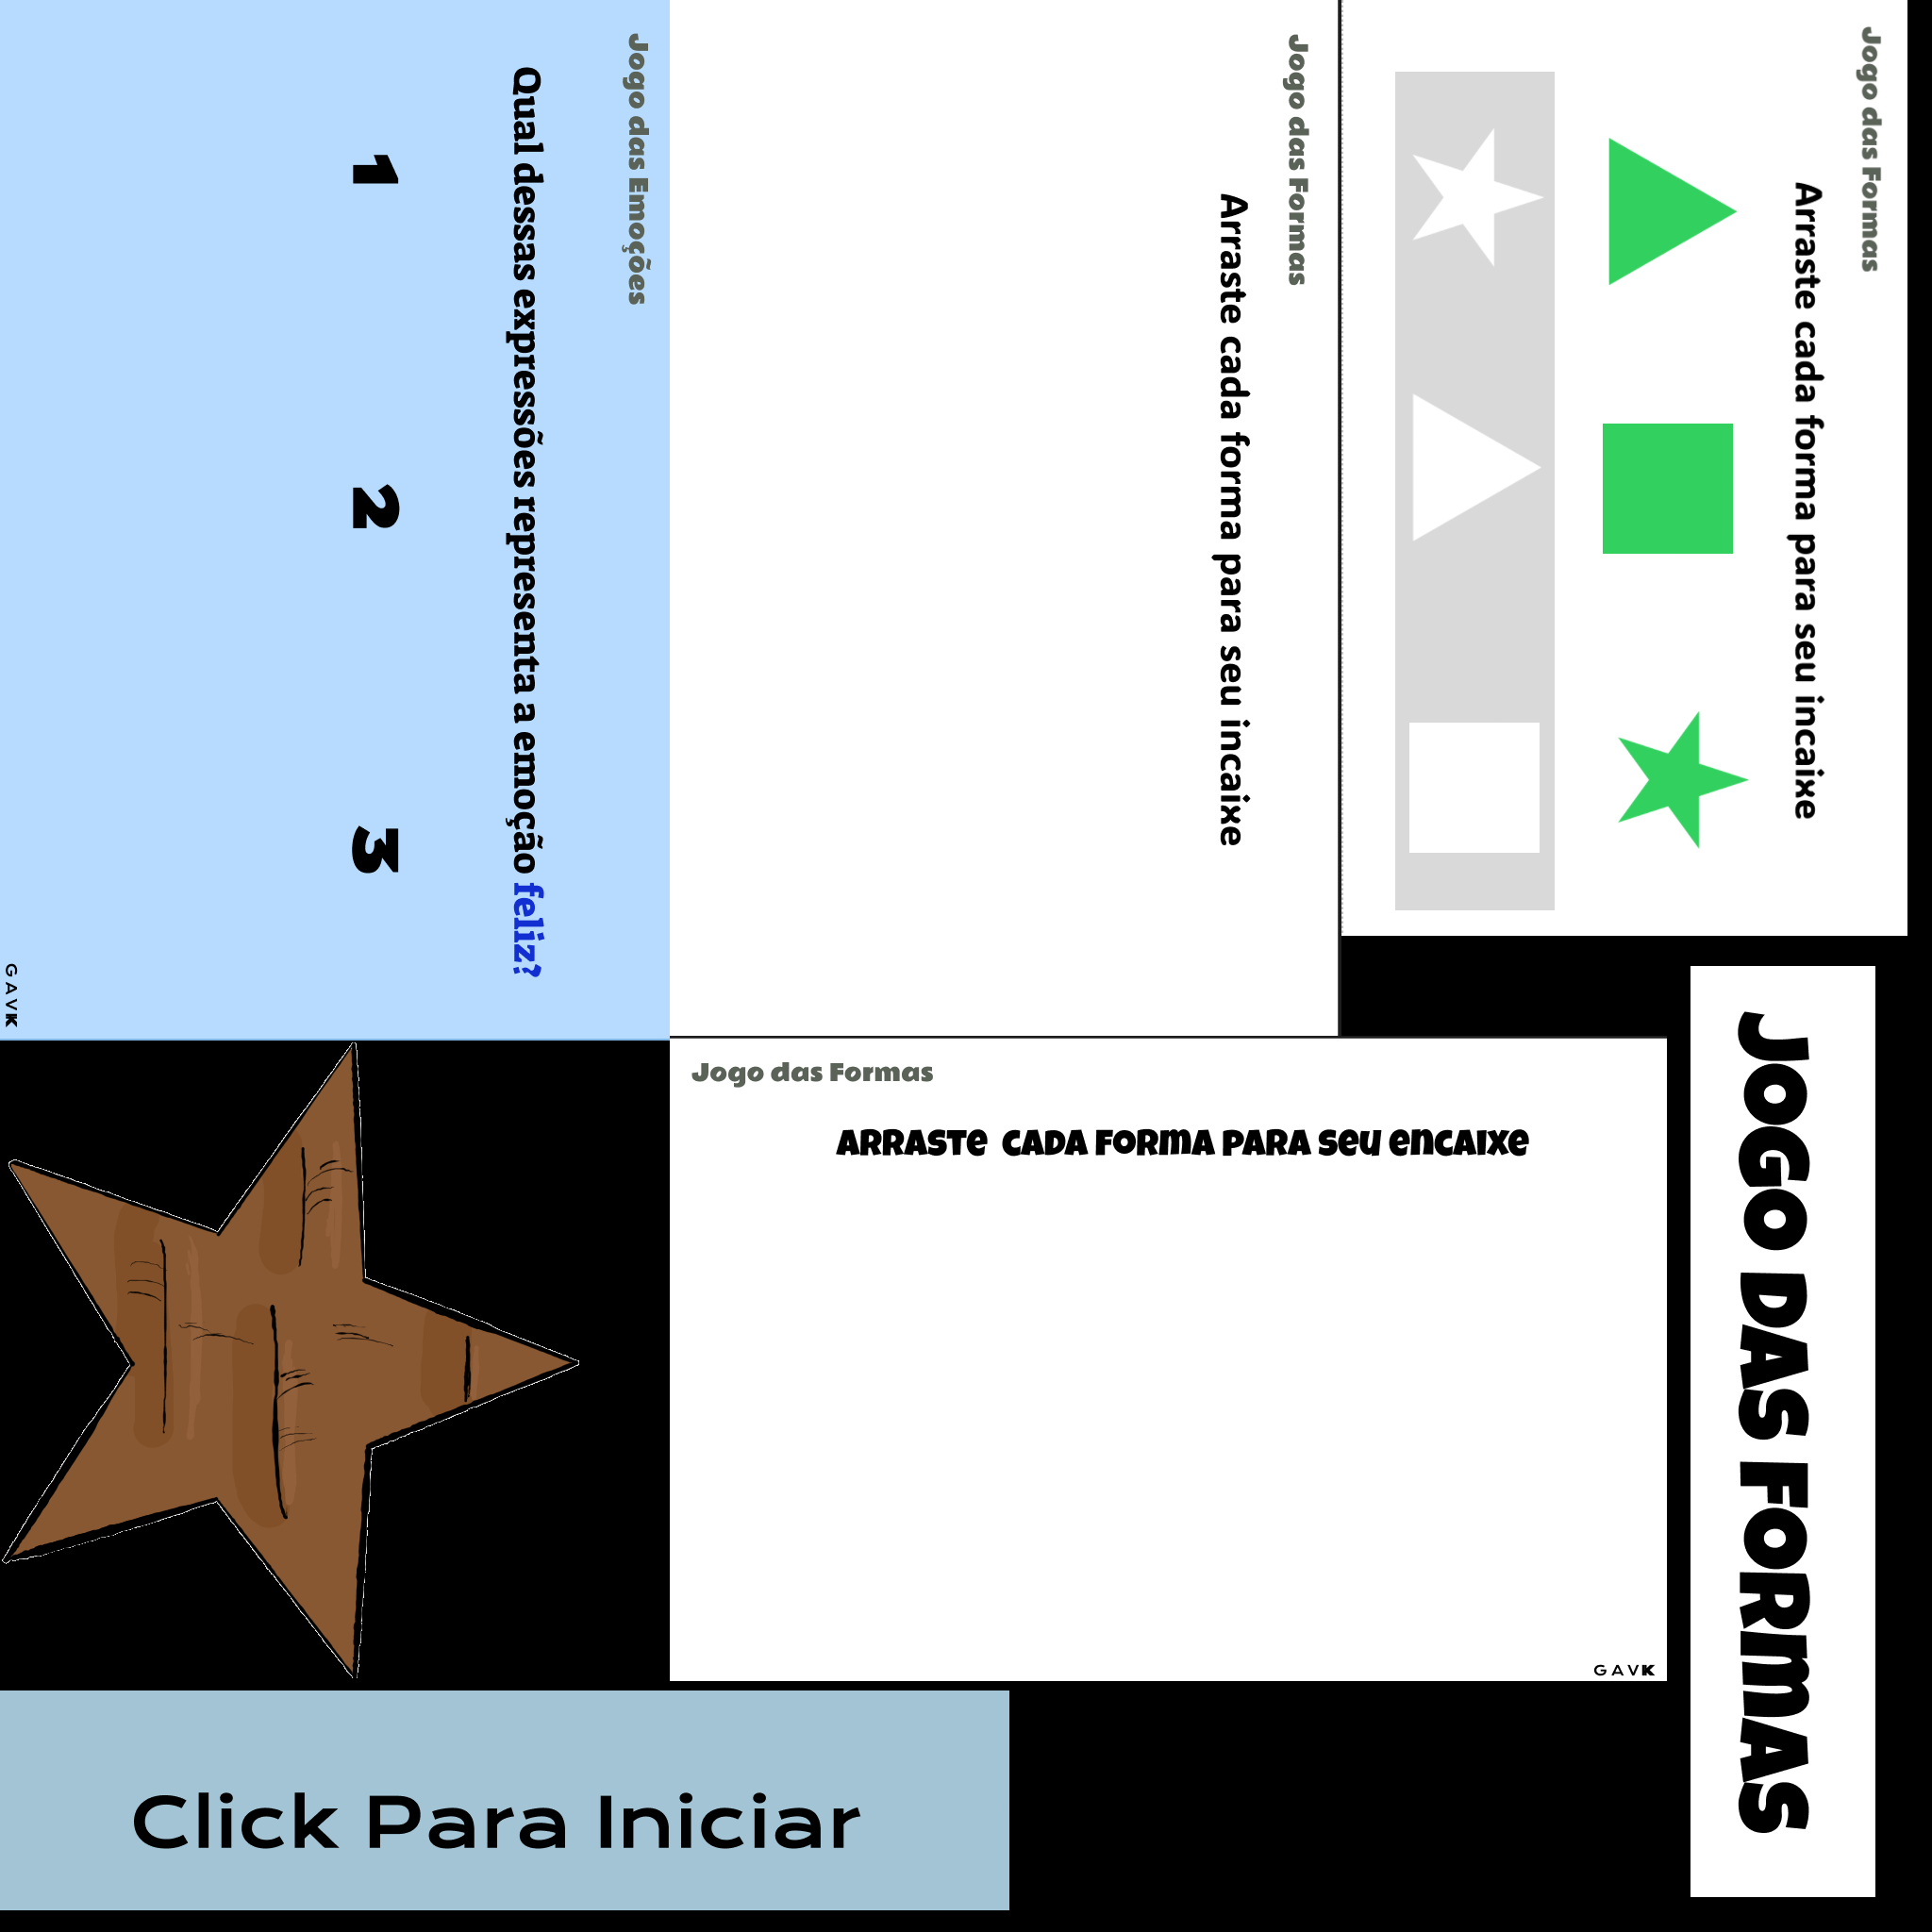 Jogo das Emoções
Qual dessas expressões representa a emoção feliz?
1
2
3
GAVK
Jogo das Formas
Arraste cada forma para seu incaixe
Jogo das Formas
Arraste cada forma para seu incaixe
Jogo das Formas
ARRASTe CADA FORMA PARA Seu enCAIXe
GAVK
JOGO DAS FORMAS
Click Para Iniciar